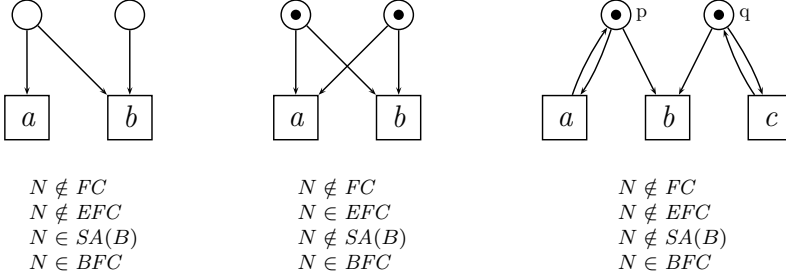 p q
a b a b a b c
N ∉ FC N ∉ FC N ∉ FC
N ∉ EFC N ∈ EFC N ∉ EFC
N ∈ SA(B) N ∉ SA(B) N ∉ SA(B)
N ∈ BFC N ∈ BFC N ∉ BFC